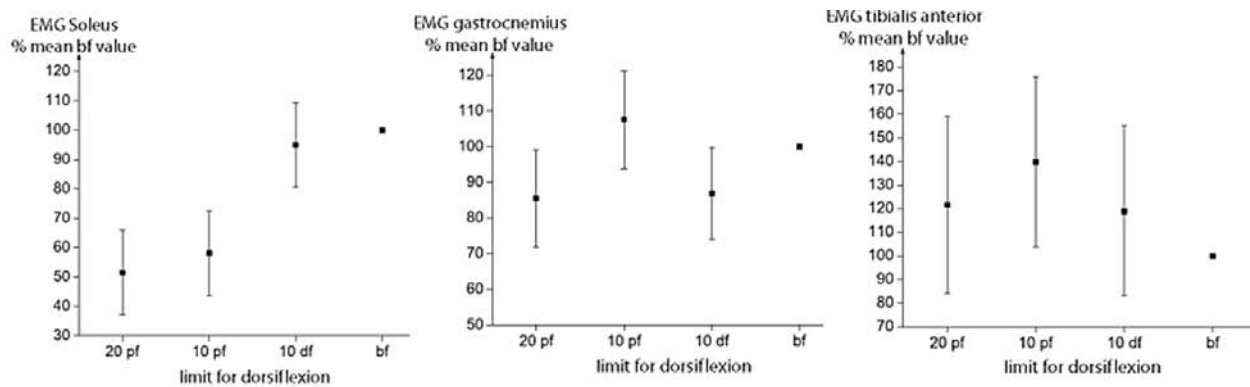 EMG Soleus
% mean bf value
120
110
100
90
80
70
60
50
40
30
20 pf 10 pf 10 df bf
limit for dorsiflexion
EMG gastrocnemius
% mean bf value
120
110
100
90
80
70
60
50
20 pf 10 pf 10 df bf
limit for dorsiflexion
EMG tibialis anterior
% mean bf value
180
170
160
150
140
130
120
110
100
90
80
70
20 pf 10 pf 10 df bf
limit for dorsiflexion